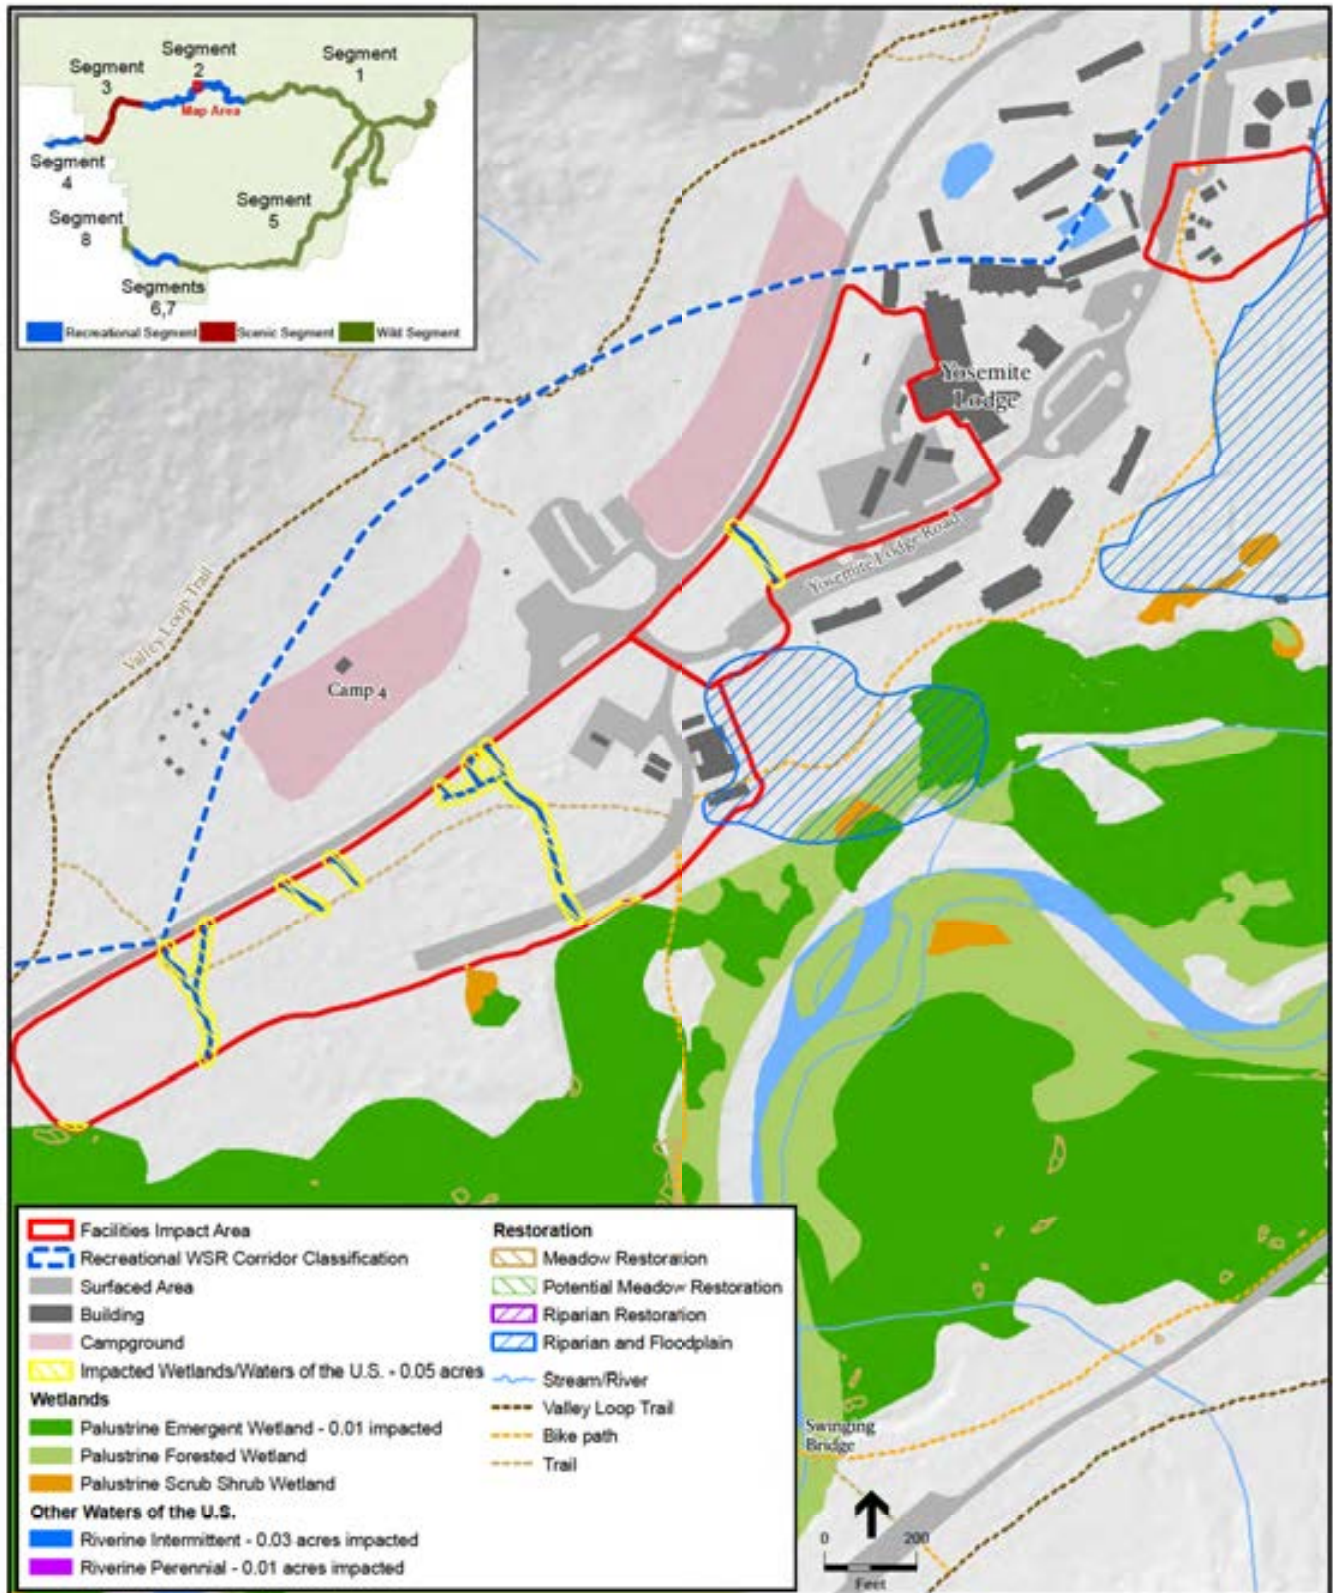 Segment
2
Segment
3
Segment
1
Map Area
Segment
4
Segment
5
Segment
8
Segments
6,7
Recreational Segment
Scenic Segment
Wild Segment
Yosemite
Lodge
Yosemite Lodge Road
Valley Loop Trail
Camp 4
Swinging
Bridge
0 200
Feet
Facilities Impact Area
Recreational WSR Corridor Classification
Surfaced Area
Building
Campground
Impacted Wetlands/Waters of the U.S. - 0.05 acres
Wetlands
Palustrine Emergent Wetland - 0.01 impacted
Palustrine Forested Wetland
Palustrine Scrub Shrub Wetland
Other Waters of the U.S.
Riverine Intermittent - 0.03 acres impacted
Riverine Perennial - 0.01 acres impacted
Restoration
Meadow Restoration
Potential Meadow Restoration
Riparian Restoration
Riparian and Floodplain
Stream/River
Valley Loop Trail
Bike path
Trail